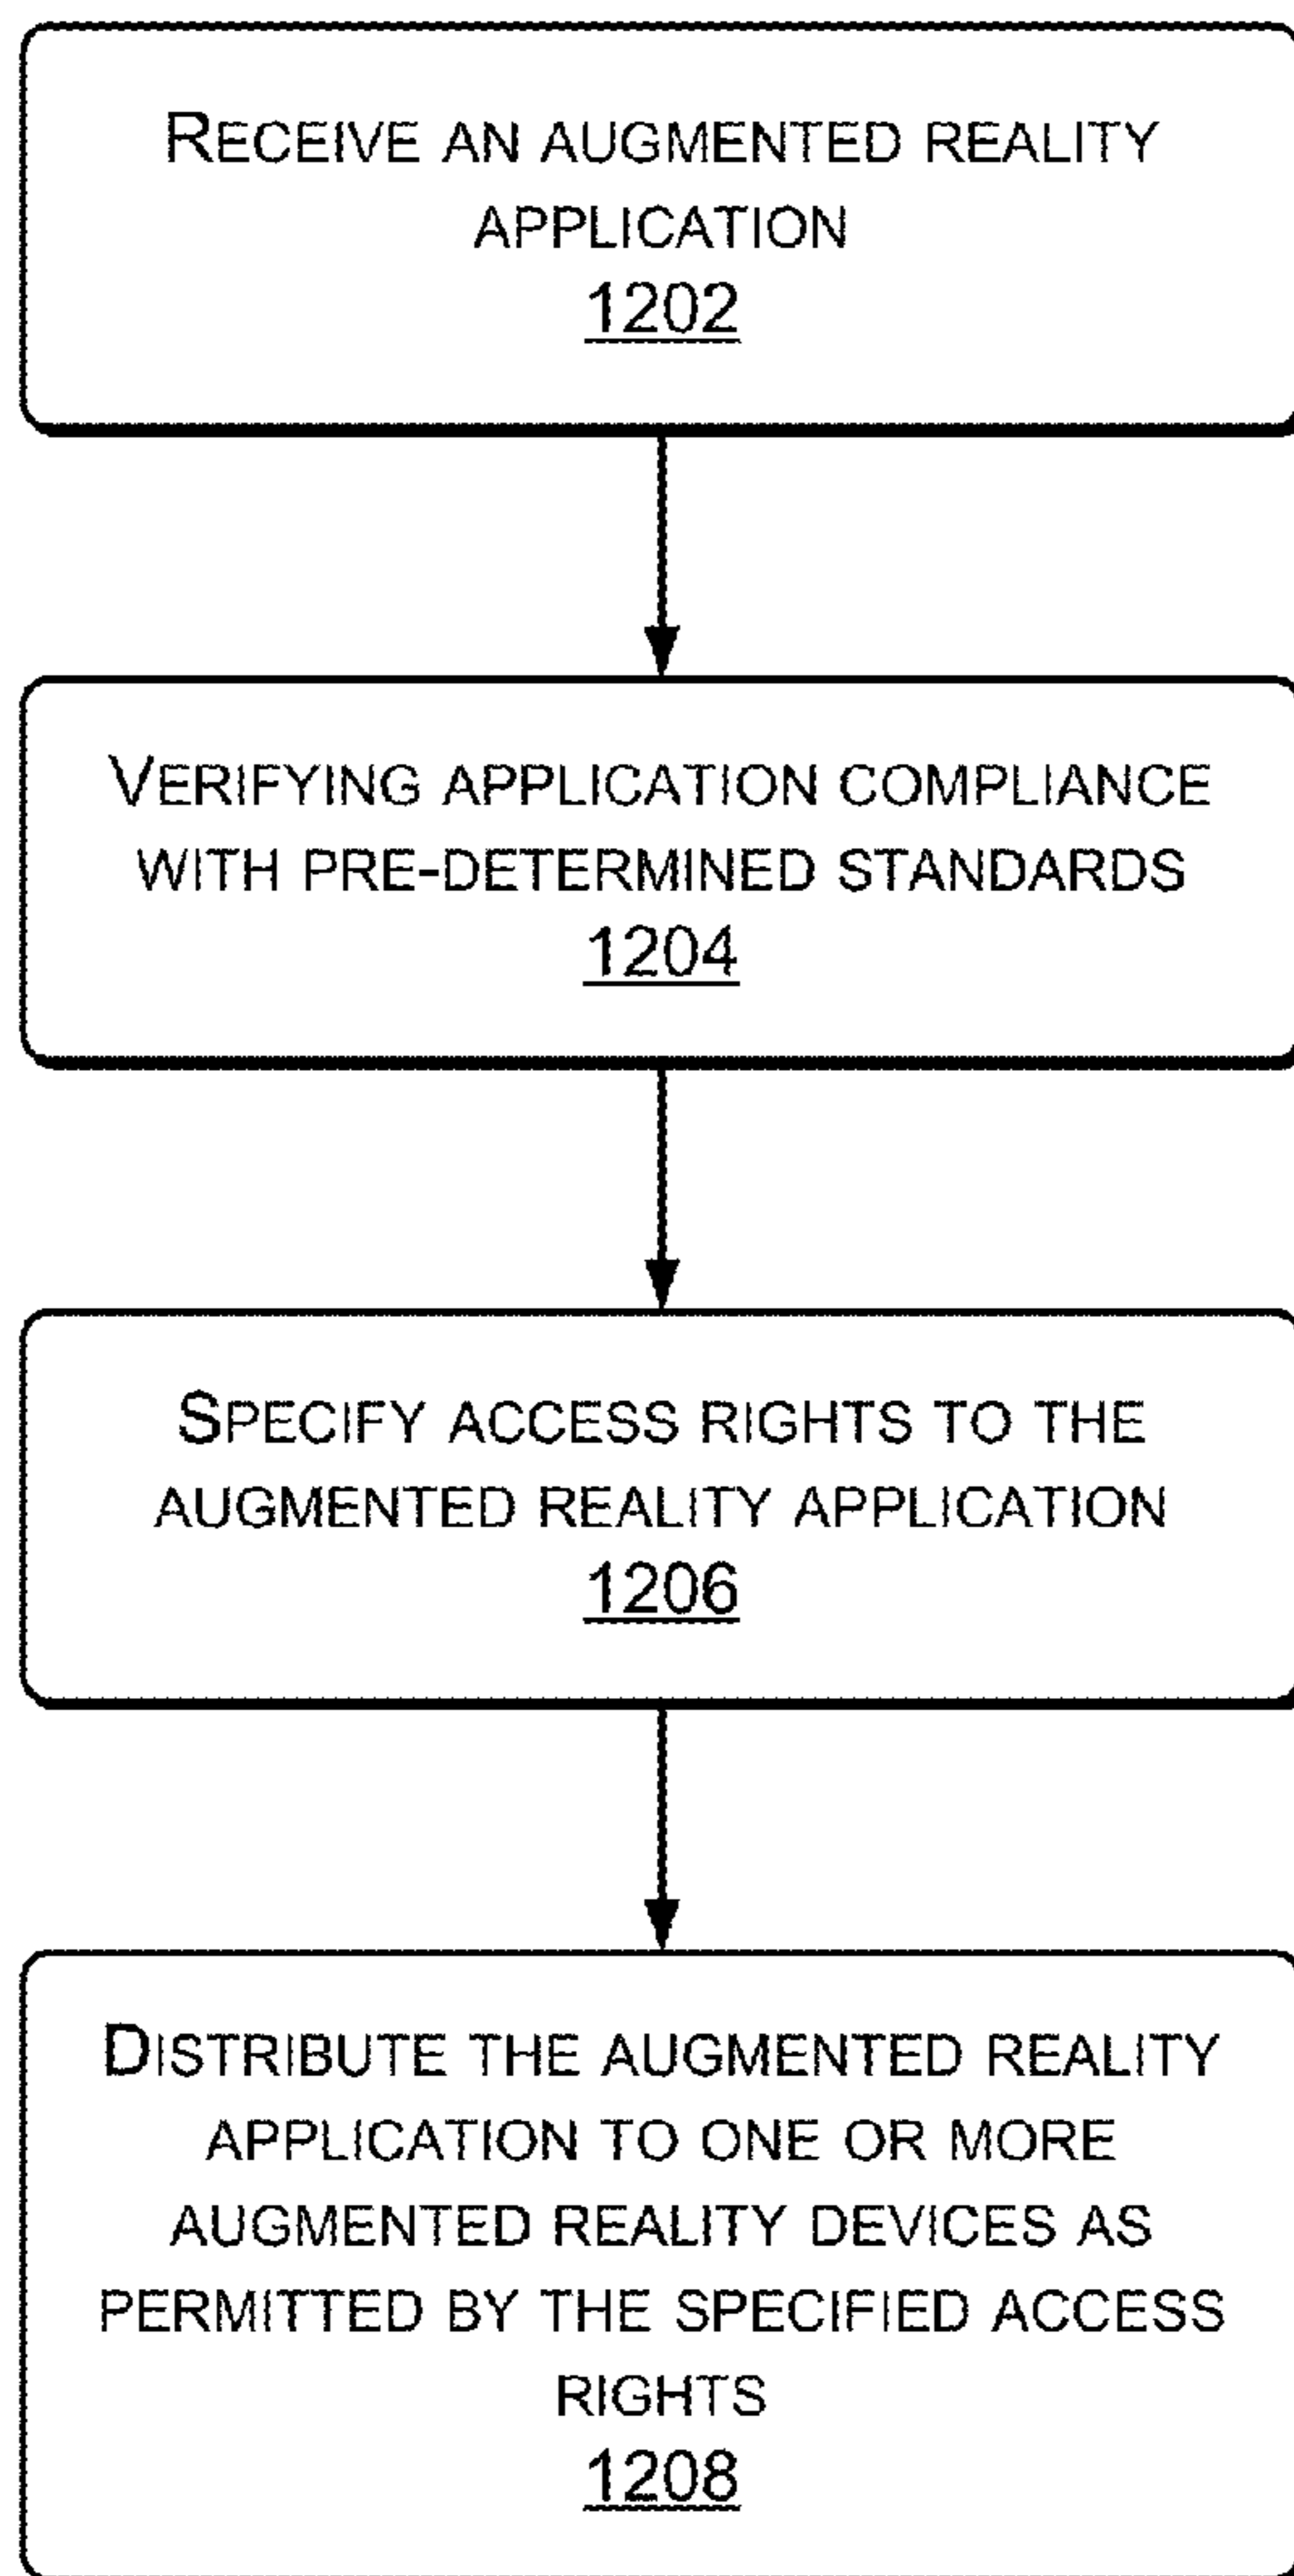 RECEIVE AN AUGMENTED REALITY
APPLICATION
1202
VERIFYING APPLICATION COMPLIANCE
WITH PRE-DETERMINED STANDARDS
1204
SPECIFY ACCESS RIGHTS TO THE
AUGMENTED REALITY APPLICATION
1206
DISTRIBUTE THE AUGMENTED REALITY
APPLICATION TO ONE OR MORE
AUGMENTED REALITY DEVICES AS
PERMITTED BY THE SPECIFIED ACCESS
RIGHTS
1208